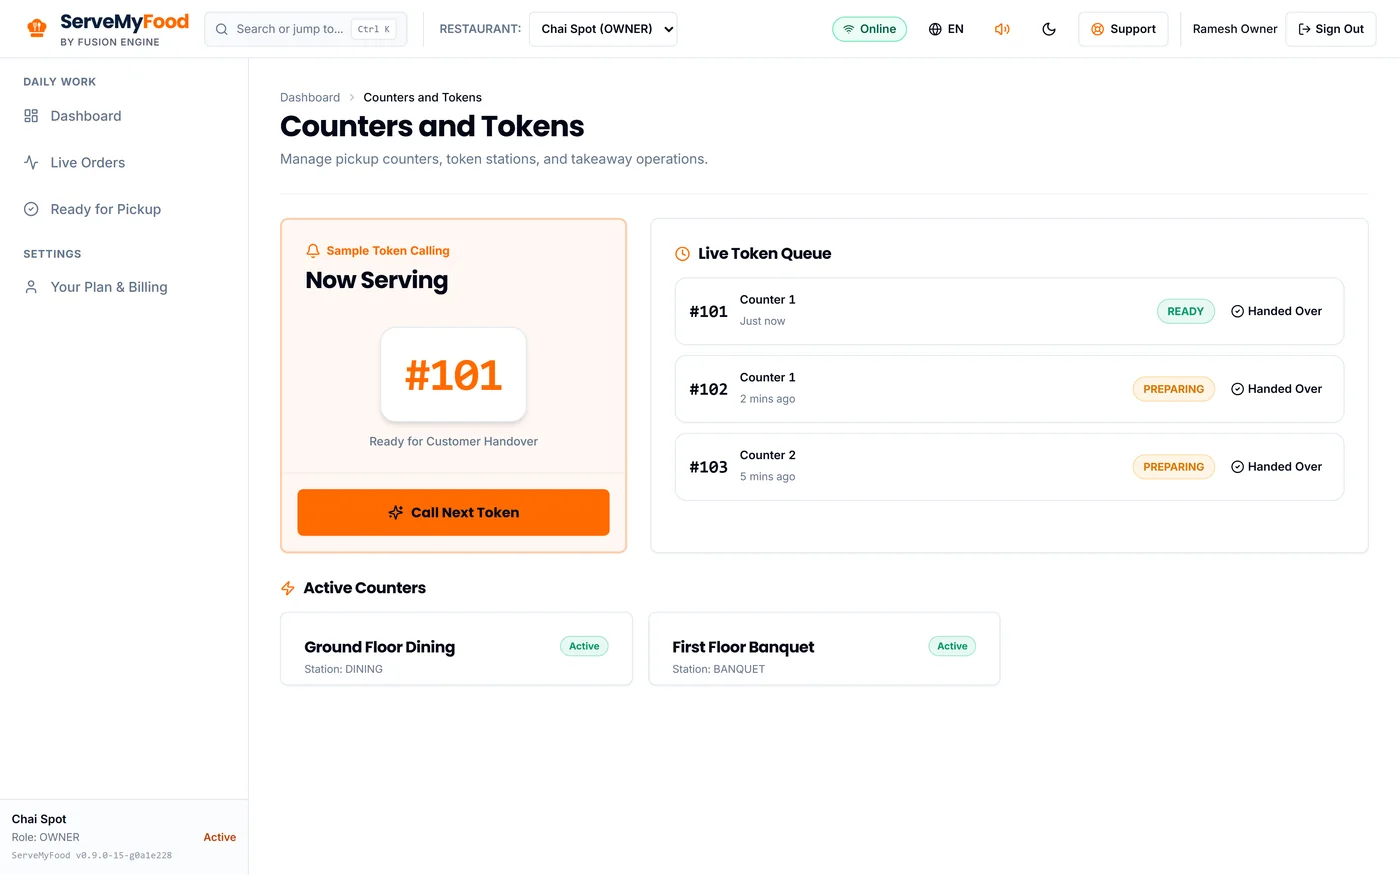 ServeMyFood
BY FUSION ENGINE
Search or jump to... Ctrl K
RESTAURANT: Chai Spot (OWNER)
Online
EN
Support
Ramesh Owner
Sign Out
DAILY WORK
Dashboard
Live Orders
Ready for Pickup
SETTINGS
Your Plan & Billing
Chai Spot
Role: OWNER
Active
ServeMyFood v0.9.0-15-g0a1e228
Dashboard > Counters and Tokens
Counters and Tokens
Manage pickup counters, token stations, and takeaway operations.
Sample Token Calling
Now Serving
#101
Ready for Customer Handover
Call Next Token
Live Token Queue
#101 Counter 1 READY Handed Over
Just now
#102 Counter 1 PREPARING Handed Over
2 mins ago
#103 Counter 2 PREPARING Handed Over
5 mins ago
Active Counters
Ground Floor Dining Active
Station: DINING
First Floor Banquet Active
Station: BANQUET